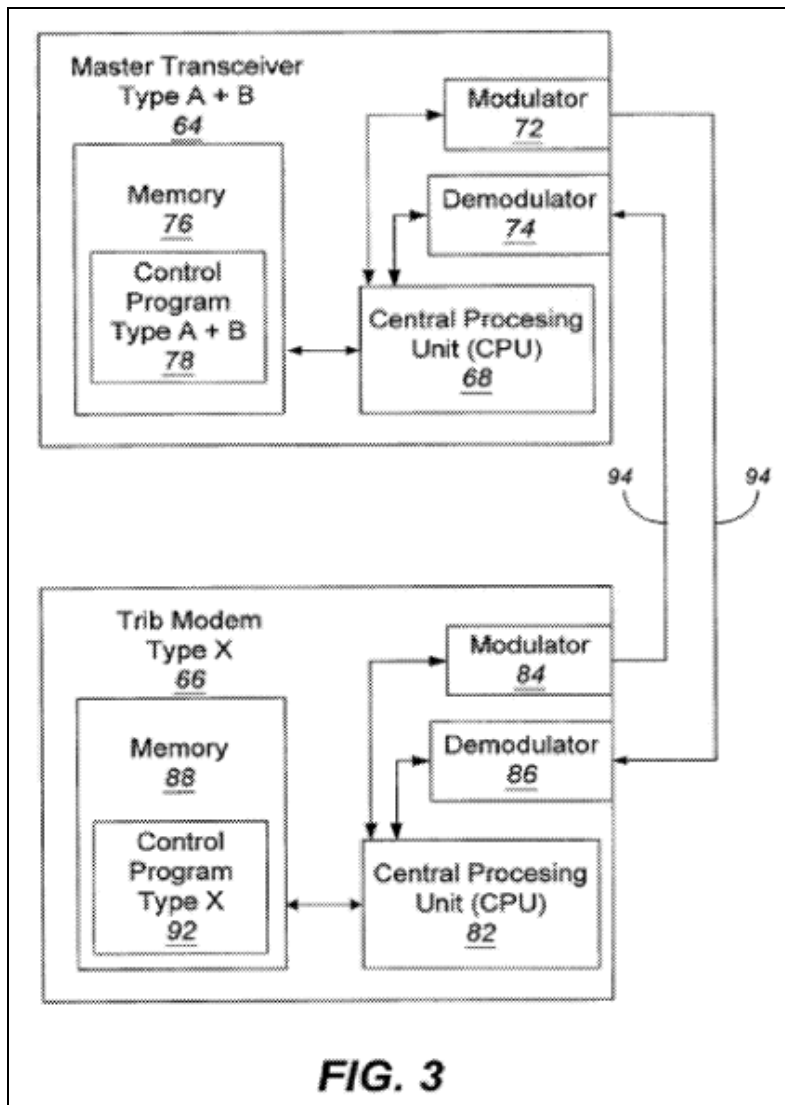 Master Transceiver
Type A + B
64
Memory
76
Control
Program
Type A + B
78
Modulator
72
Demodulator
74
Central Procesing
Unit (CPU)
68
94
94
Trib Modem
Type X
66
Memory
88
Control
Program
Type X
92
Modulator
84
Demodulator
86
Central Procesing
Unit (CPU)
82
FIG. 3